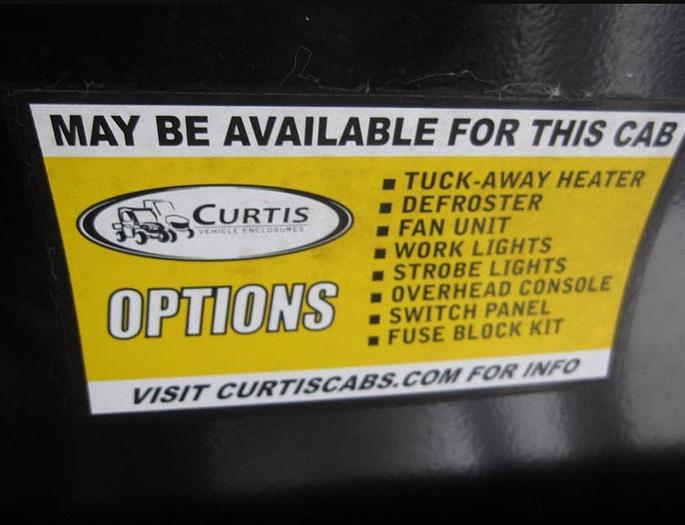 MAY BE AVAILABLE FOR THIS CAB
CURTIS
VEHICLE ENCLOSURES
OPTIONS
▪ TUCK-AWAY HEATER
▪ DEFROSTER
▪ FAN UNIT
▪ WORK LIGHTS
▪ STROBE LIGHTS
▪ OVERHEAD CONSOLE
▪ SWITCH PANEL
▪ FUSE BLOCK KIT
VISIT CURTISCABS.COM FOR INFO